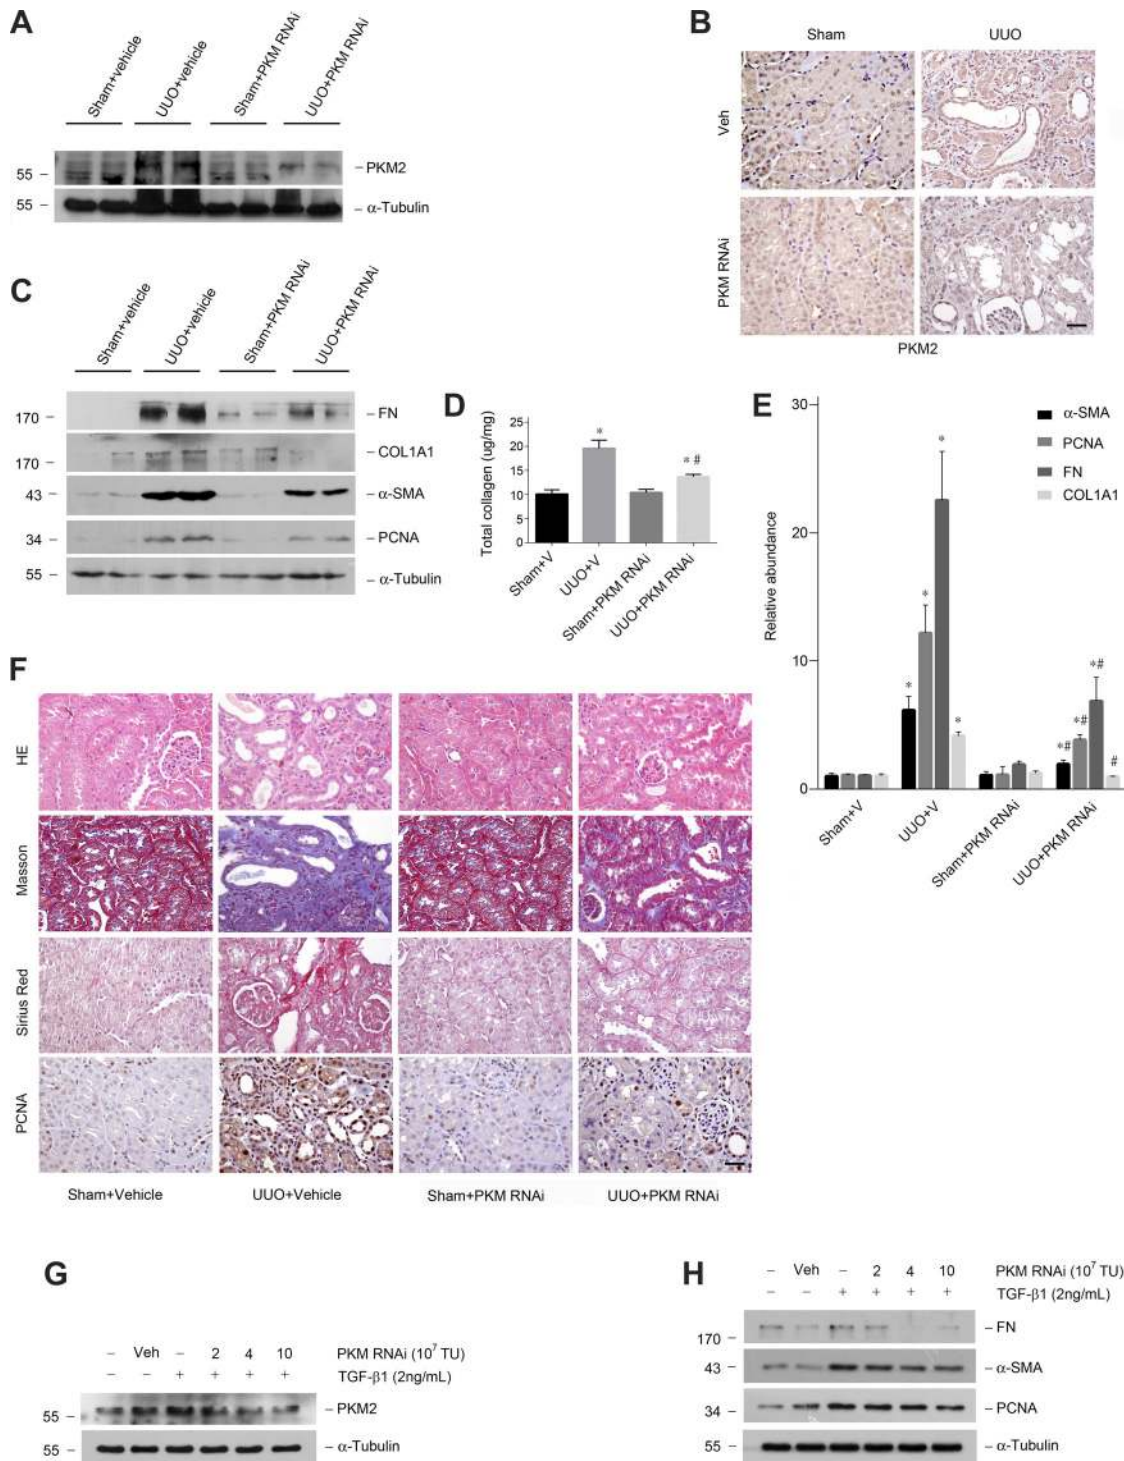 A
Sham+vehicle
UUO+vehicle
Sham+PKM RNAi
UUO+PKM RNAi
55 – – PKM2
55 – – α-Tubulin
B
Sham UUO
Veh
PKM RNAi
PKM2
C
Sham+vehicle
UUO+vehicle
Sham+PKM RNAi
UUO+PKM RNAi
170 – – FN
170 – – COL1A1
43 – – α-SMA
34 – – PCNA
55 – – α-Tubulin
D
Total collagen (ug/mg)
25
20
15
10
5
0
* * #
Sham+V
UUO+V
Sham+PKM RNAi
UUO+PKM RNAi
E
Relative abundance
30
20
10
0
α-SMA
PCNA
FN
COL1A1
* * * *
*# *# *# #
Sham+V
UUO+V
Sham+PKM RNAi
UUO+PKM RNAi
F
HE
Masson
Sirius Red
PCNA
Sham+Vehicle UUO+Vehicle Sham+PKM RNAi UUO+PKM RNAi
G
– Veh – 2 4 10 PKM RNAi (10⁷ TU)
– – + + + + TGF-β1 (2ng/mL)
55 – – PKM2
55 – – α-Tubulin
H
– Veh – 2 4 10 PKM RNAi (10⁷ TU)
– – + + + + TGF-β1 (2ng/mL)
170 – – FN
43 – – α-SMA
34 – – PCNA
55 – – α-Tubulin